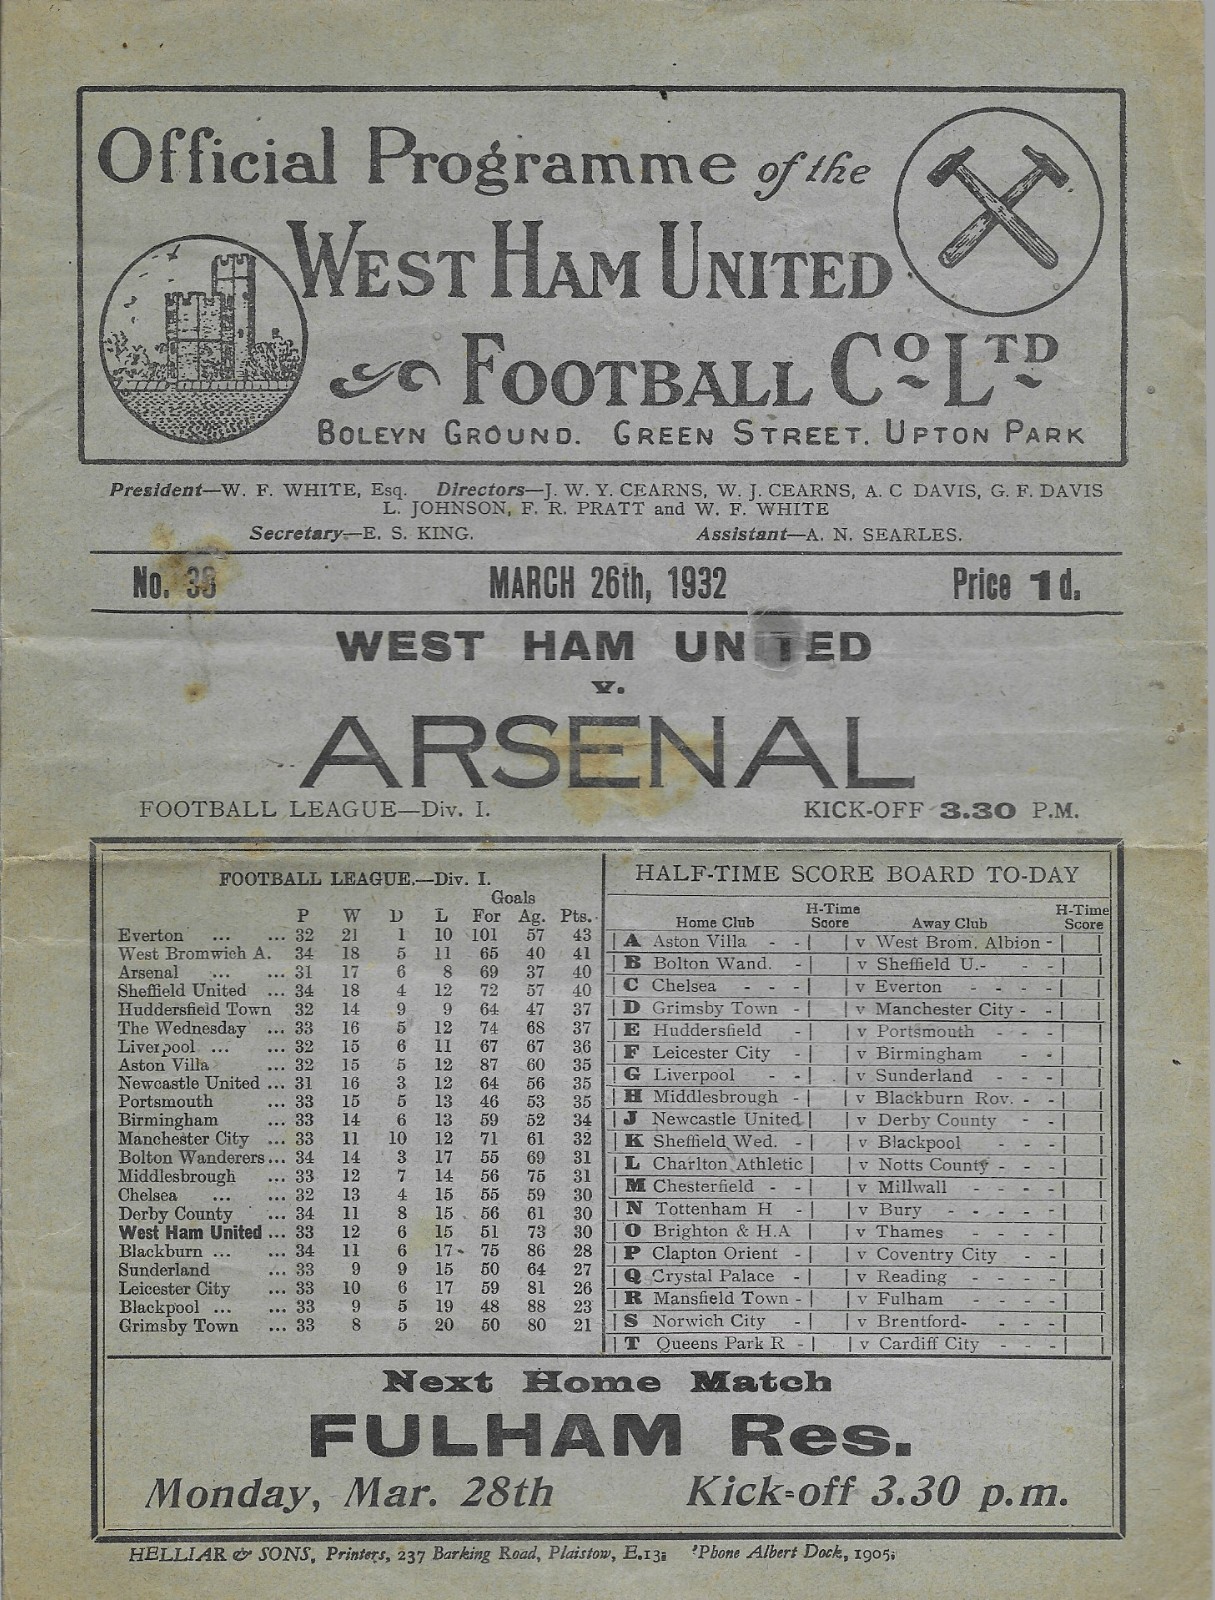 Official Programme of the
WEST HAM UNITED
FOOTBALL CO LTD
BOLEYN GROUND. GREEN STREET. UPTON PARK
President—W. F. WHITE, Esq. Directors—J. W. Y. CEARNS, W. J. CEARNS, A. C DAVIS, G. F. DAVIS
L. JOHNSON, F. R. PRATT and W. F. WHITE
Secretary—E. S. KING. Assistant—A. N. SEARLES.
No. MARCH 26th, 1932 Price 1d.
WEST HAM UNITED
v.
ARSENAL
FOOTBALL LEAGUE—Div. I. KICK-OFF 3.30 P.M.
FOOTBALL LEAGUE.—Div. I.
Goals
P W D L For Ag. Pts.
Everton ... ... 32 21 1 10 101 57 43
West Bromwich A. 34 18 5 11 65 40 41
Arsenal ... ... 31 17 6 8 69 37 40
Sheffield United ... 34 18 4 12 72 57 40
Huddersfield Town 32 14 9 9 64 47 37
The Wednesday ... 33 16 5 12 74 68 37
Liverpool ... ... 32 15 6 11 67 67 36
Aston Villa ... 32 15 5 12 87 60 35
Newcastle United ... 31 16 3 12 64 56 35
Portsmouth ... 33 15 5 13 46 53 35
Birmingham ... 33 14 6 13 59 52 34
Manchester City ... 33 11 10 12 71 61 32
Bolton Wanderers... 34 14 3 17 55 69 31
Middlesbrough ... 33 12 7 14 56 75 31
Chelsea ... ... 32 13 4 15 55 59 30
Derby County ... 34 11 8 15 56 61 30
West Ham United ... 33 12 6 15 51 73 30
Blackburn ... ... 34 11 6 17 75 86 28
Sunderland ... 33 9 9 15 50 64 27
Leicester City ... 33 10 6 17 59 81 26
Blackpool ... ... 33 9 5 19 48 88 23
Grimsby Town ... 33 8 5 20 50 80 21
HALF-TIME SCORE BOARD TO-DAY
Home Club H-Time Score Away Club H-Time Score
A Aston Villa - - v West Brom. Albion -
B Bolton Wand. - v Sheffield U.- - -
C Chelsea - - - v Everton - - - -
D Grimsby Town - v Manchester City - -
E Huddersfield - v Portsmouth - - -
F Leicester City - v Birmingham - -
G Liverpool - - v Sunderland - - -
H Middlesbrough - v Blackburn Rov. - -
J Newcastle United v Derby County - - -
K Sheffield Wed. - v Blackpool - - -
L Charlton Athletic v Notts County - - -
M Chesterfield - - v Millwall - - - -
N Tottenham H - v Bury - - - - -
O Brighton & H.A v Thames - - - -
P Clapton Orient - v Coventry City - -
Q Crystal Palace - v Reading - - - -
R Mansfield Town - v Fulham - - - -
S Norwich City - v Brentford- - - -
T Queens Park R - v Cardiff City - - -
Next Home Match
FULHAM Res.
Monday, Mar. 28th Kick-off 3.30 p.m.
HELLIAR & SONS, Printers, 237 Barking Road, Plaistow, E.13. 'Phone Albert Dock, 1905.